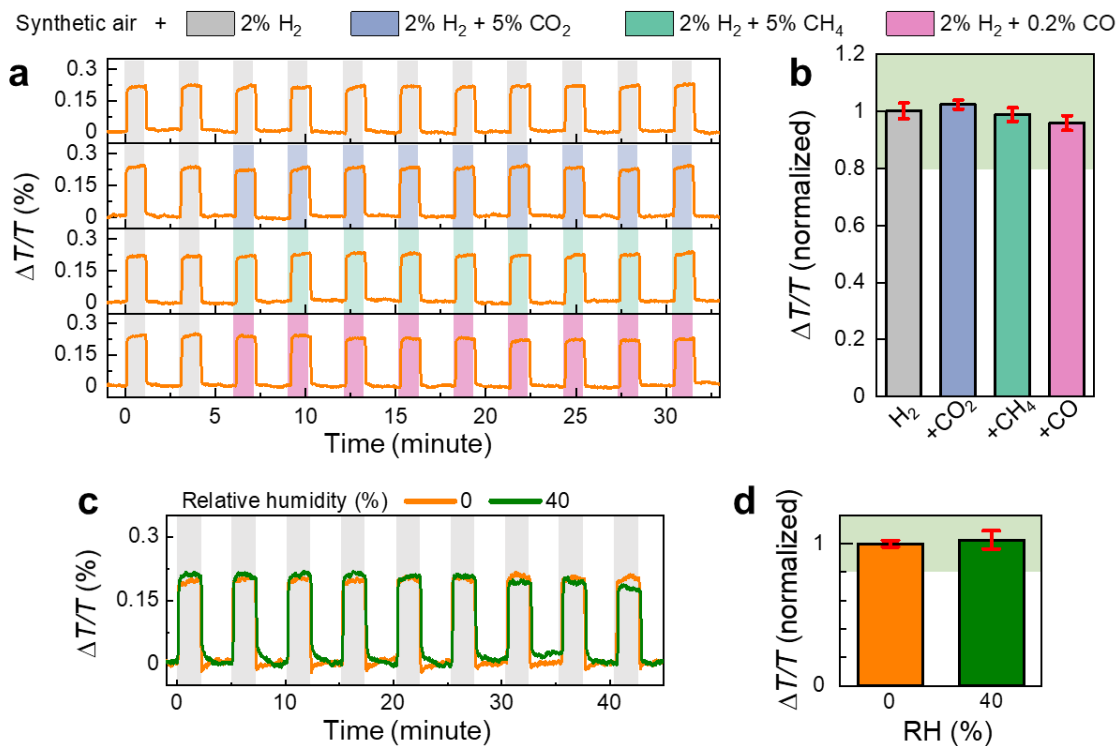 Synthetic air + 2% H₂ 2% H₂ + 5% CO₂ 2% H₂ + 5% CH₄ 2% H₂ + 0.2% CO
a
ΔT/T (%)
0.3
0.15
0
0.3
0.15
0
0.3
0.15
0
0.3
0.15
0
0 5 10 15 20 25 30
Time (minute)
b
ΔT/T (normalized)
1.2
1
0.8
0.6
0.4
0.2
0
H₂ +CO₂ +CH₄ +CO
c
Relative humidity (%) 0 40
ΔT/T (%)
0.3
0.15
0
0 10 20 30 40
Time (minute)
d
ΔT/T (normalized)
1
0
0 40
RH (%)